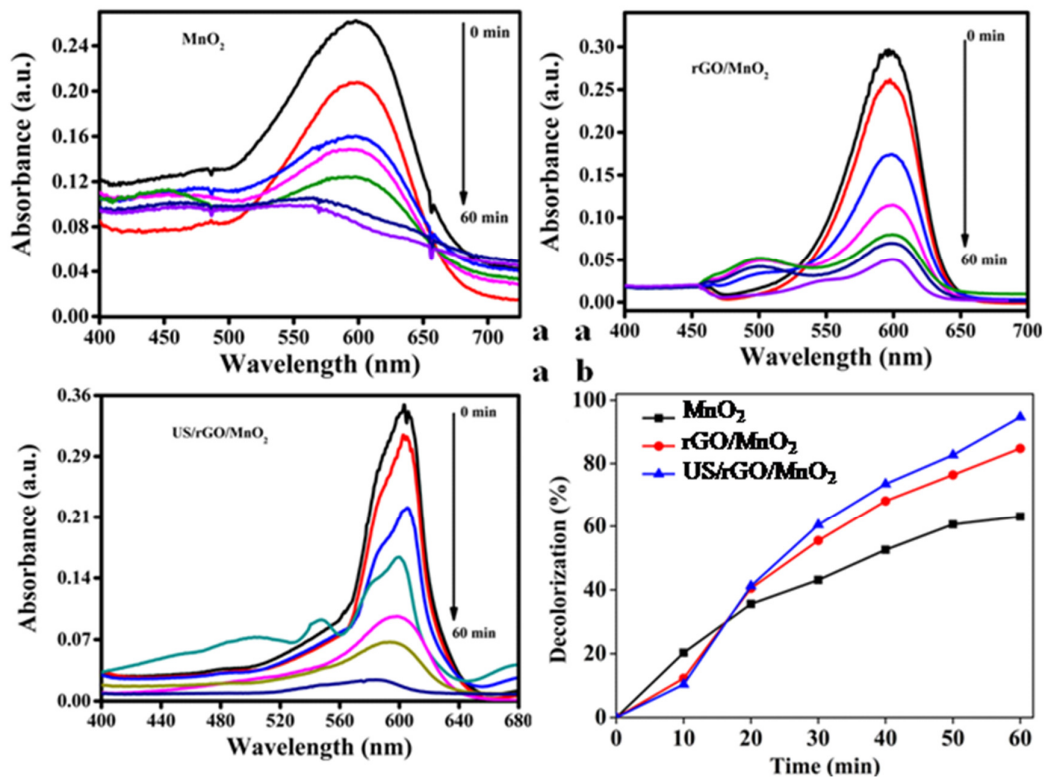 MnO2
0 min
60 min
0.24
0.20
0.16
0.12
0.08
0.04
0.00
Absorbance (a.u.)
400 450 500 550 600 650 700
Wavelength (nm)
a
rGO/MnO2
0 min
60 min
0.30
0.25
0.20
0.15
0.10
0.05
0.00
Absorbance (a.u.)
400 450 500 550 600 650 700
Wavelength (nm)
a
a
US/rGO/MnO2
0 min
60 min
0.36
0.29
0.21
0.14
0.07
0.00
Absorbance (a.u.)
400 440 480 520 560 600 640 680
Wavelength (nm)
b
MnO2
rGO/MnO2
US/rGO/MnO2
100
80
60
40
20
0
Decolorization (%)
0 10 20 30 40 50 60
Time (min)